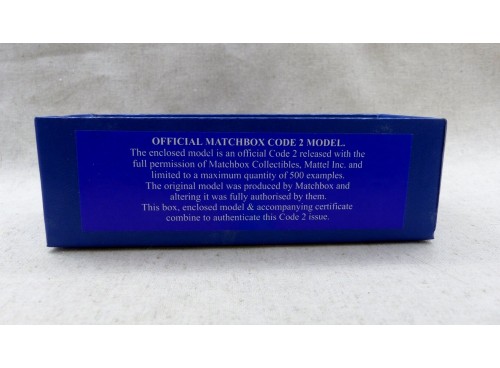 OFFICIAL MATCHBOX CODE 2 MODEL.
The enclosed model is an official Code 2 released with the
full permission of Matchbox Collectibles, Mattel Inc. and
limited to a maximum quantity of 500 examples.
The original model was produced by Matchbox and
altering it was fully authorised by them.
This box, enclosed model & accompanying certificate
combine to authenticate this Code 2 issue.